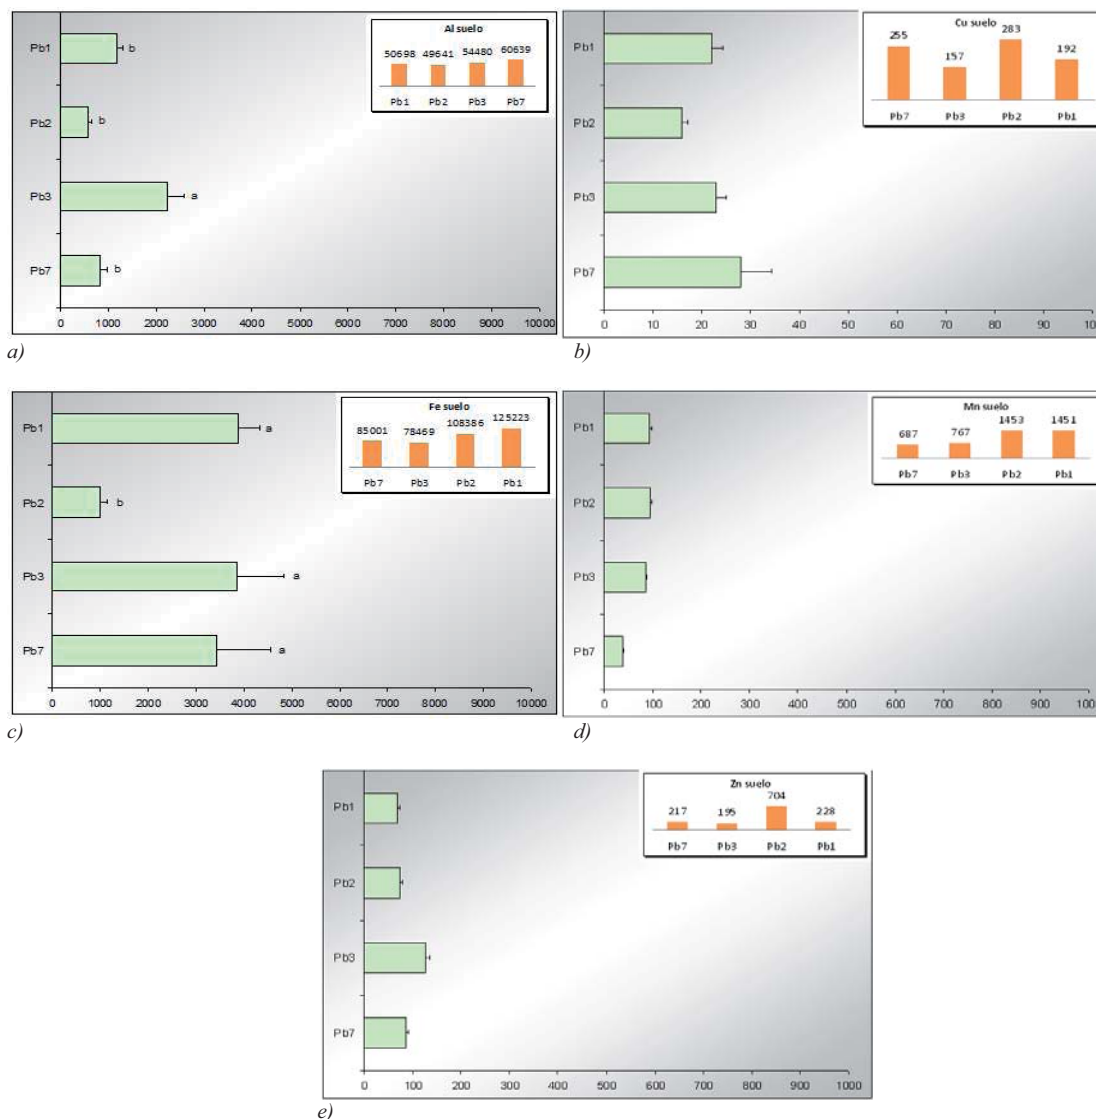 Al suelo
50698 49641 54480 60639
Pb1 Pb2 Pb3 Pb7
Pb1 b
Pb2 b
Pb3 a
Pb7 b
0 1000 2000 3000 4000 5000 6000 7000 8000 9000 10000
a)
Cu suelo
255 157 283 192
Pb7 Pb3 Pb2 Pb1
Pb1
Pb2
Pb3
Pb7
0 10 20 30 40 50 60 70 80 90
b)
Fe suelo
85001 78469 108386 125223
Pb7 Pb3 Pb2 Pb1
Pb1 a
Pb2 b
Pb3 a
Pb7 a
0 1000 2000 3000 4000 5000 6000 7000 8000 9000 10000
c)
Mn suelo
687 767 1453 1451
Pb7 Pb3 Pb2 Pb1
Pb1
Pb2
Pb3
Pb7
0 100 200 300 400 500 600 700 800 900
d)
Zn suelo
217 195 704 228
Pb7 Pb3 Pb2 Pb1
Pb1
Pb2
Pb3
Pb7
0 100 200 300 400 500 600 700 800 900 1000
e)